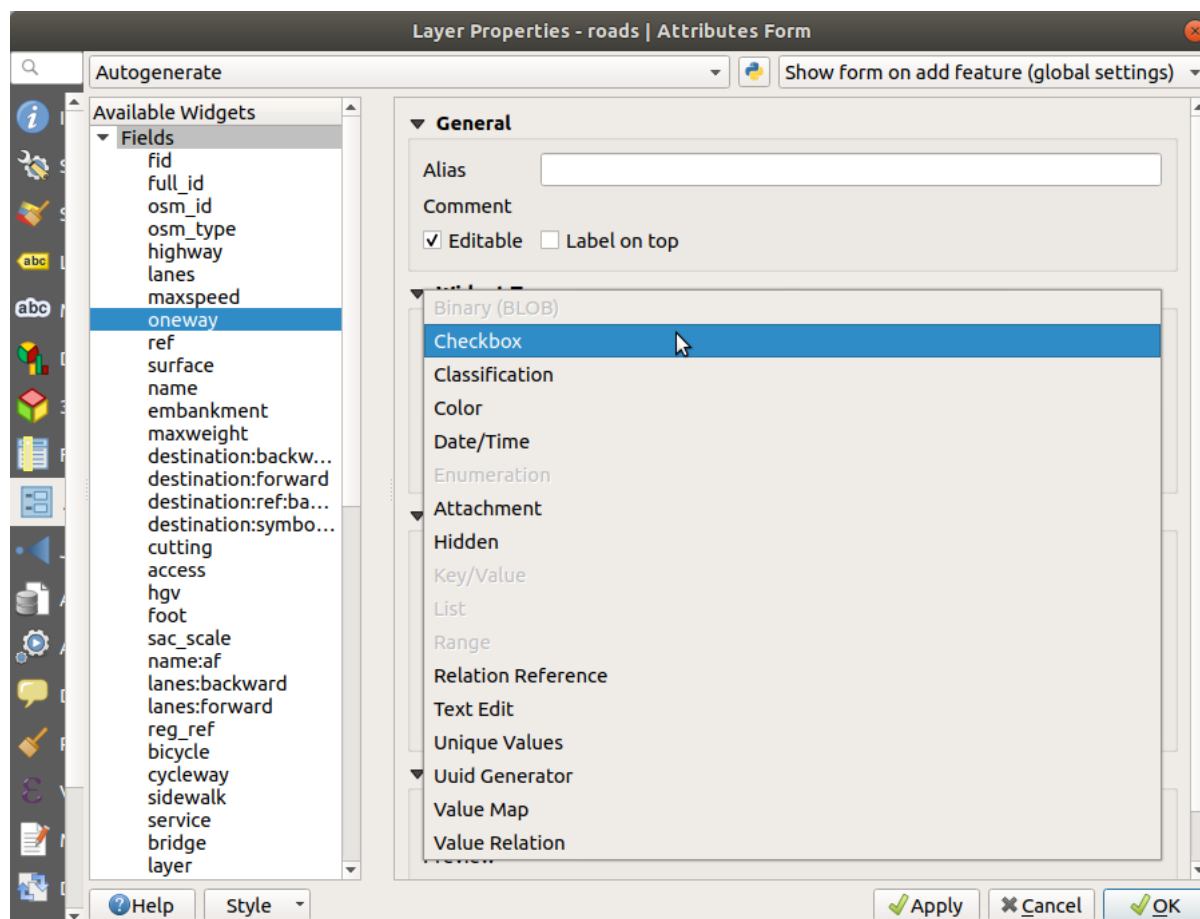 Layer Properties - roads | Attributes Form
Autogenerate
Show form on add feature (global settings)
Available Widgets
Fields
fid
full_id
osm_id
osm_type
highway
lanes
maxspeed
oneway
ref
surface
name
embankment
maxweight
destination:backw...
destination:forward
destination:ref:ba...
destination:symbo...
cutting
access
hgv
foot
sac_scale
name:af
lanes:backward
lanes:forward
reg_ref
bicycle
cycleway
sidewalk
service
bridge
layer
General
Alias
Comment
Editable
Label on top
Binary (BLOB)
Checkbox
Classification
Color
Date/Time
Enumeration
Attachment
Hidden
Key/Value
List
Range
Relation Reference
Text Edit
Unique Values
Uuid Generator
Value Map
Value Relation
abc
abc
Help
Style
Apply
Cancel
OK